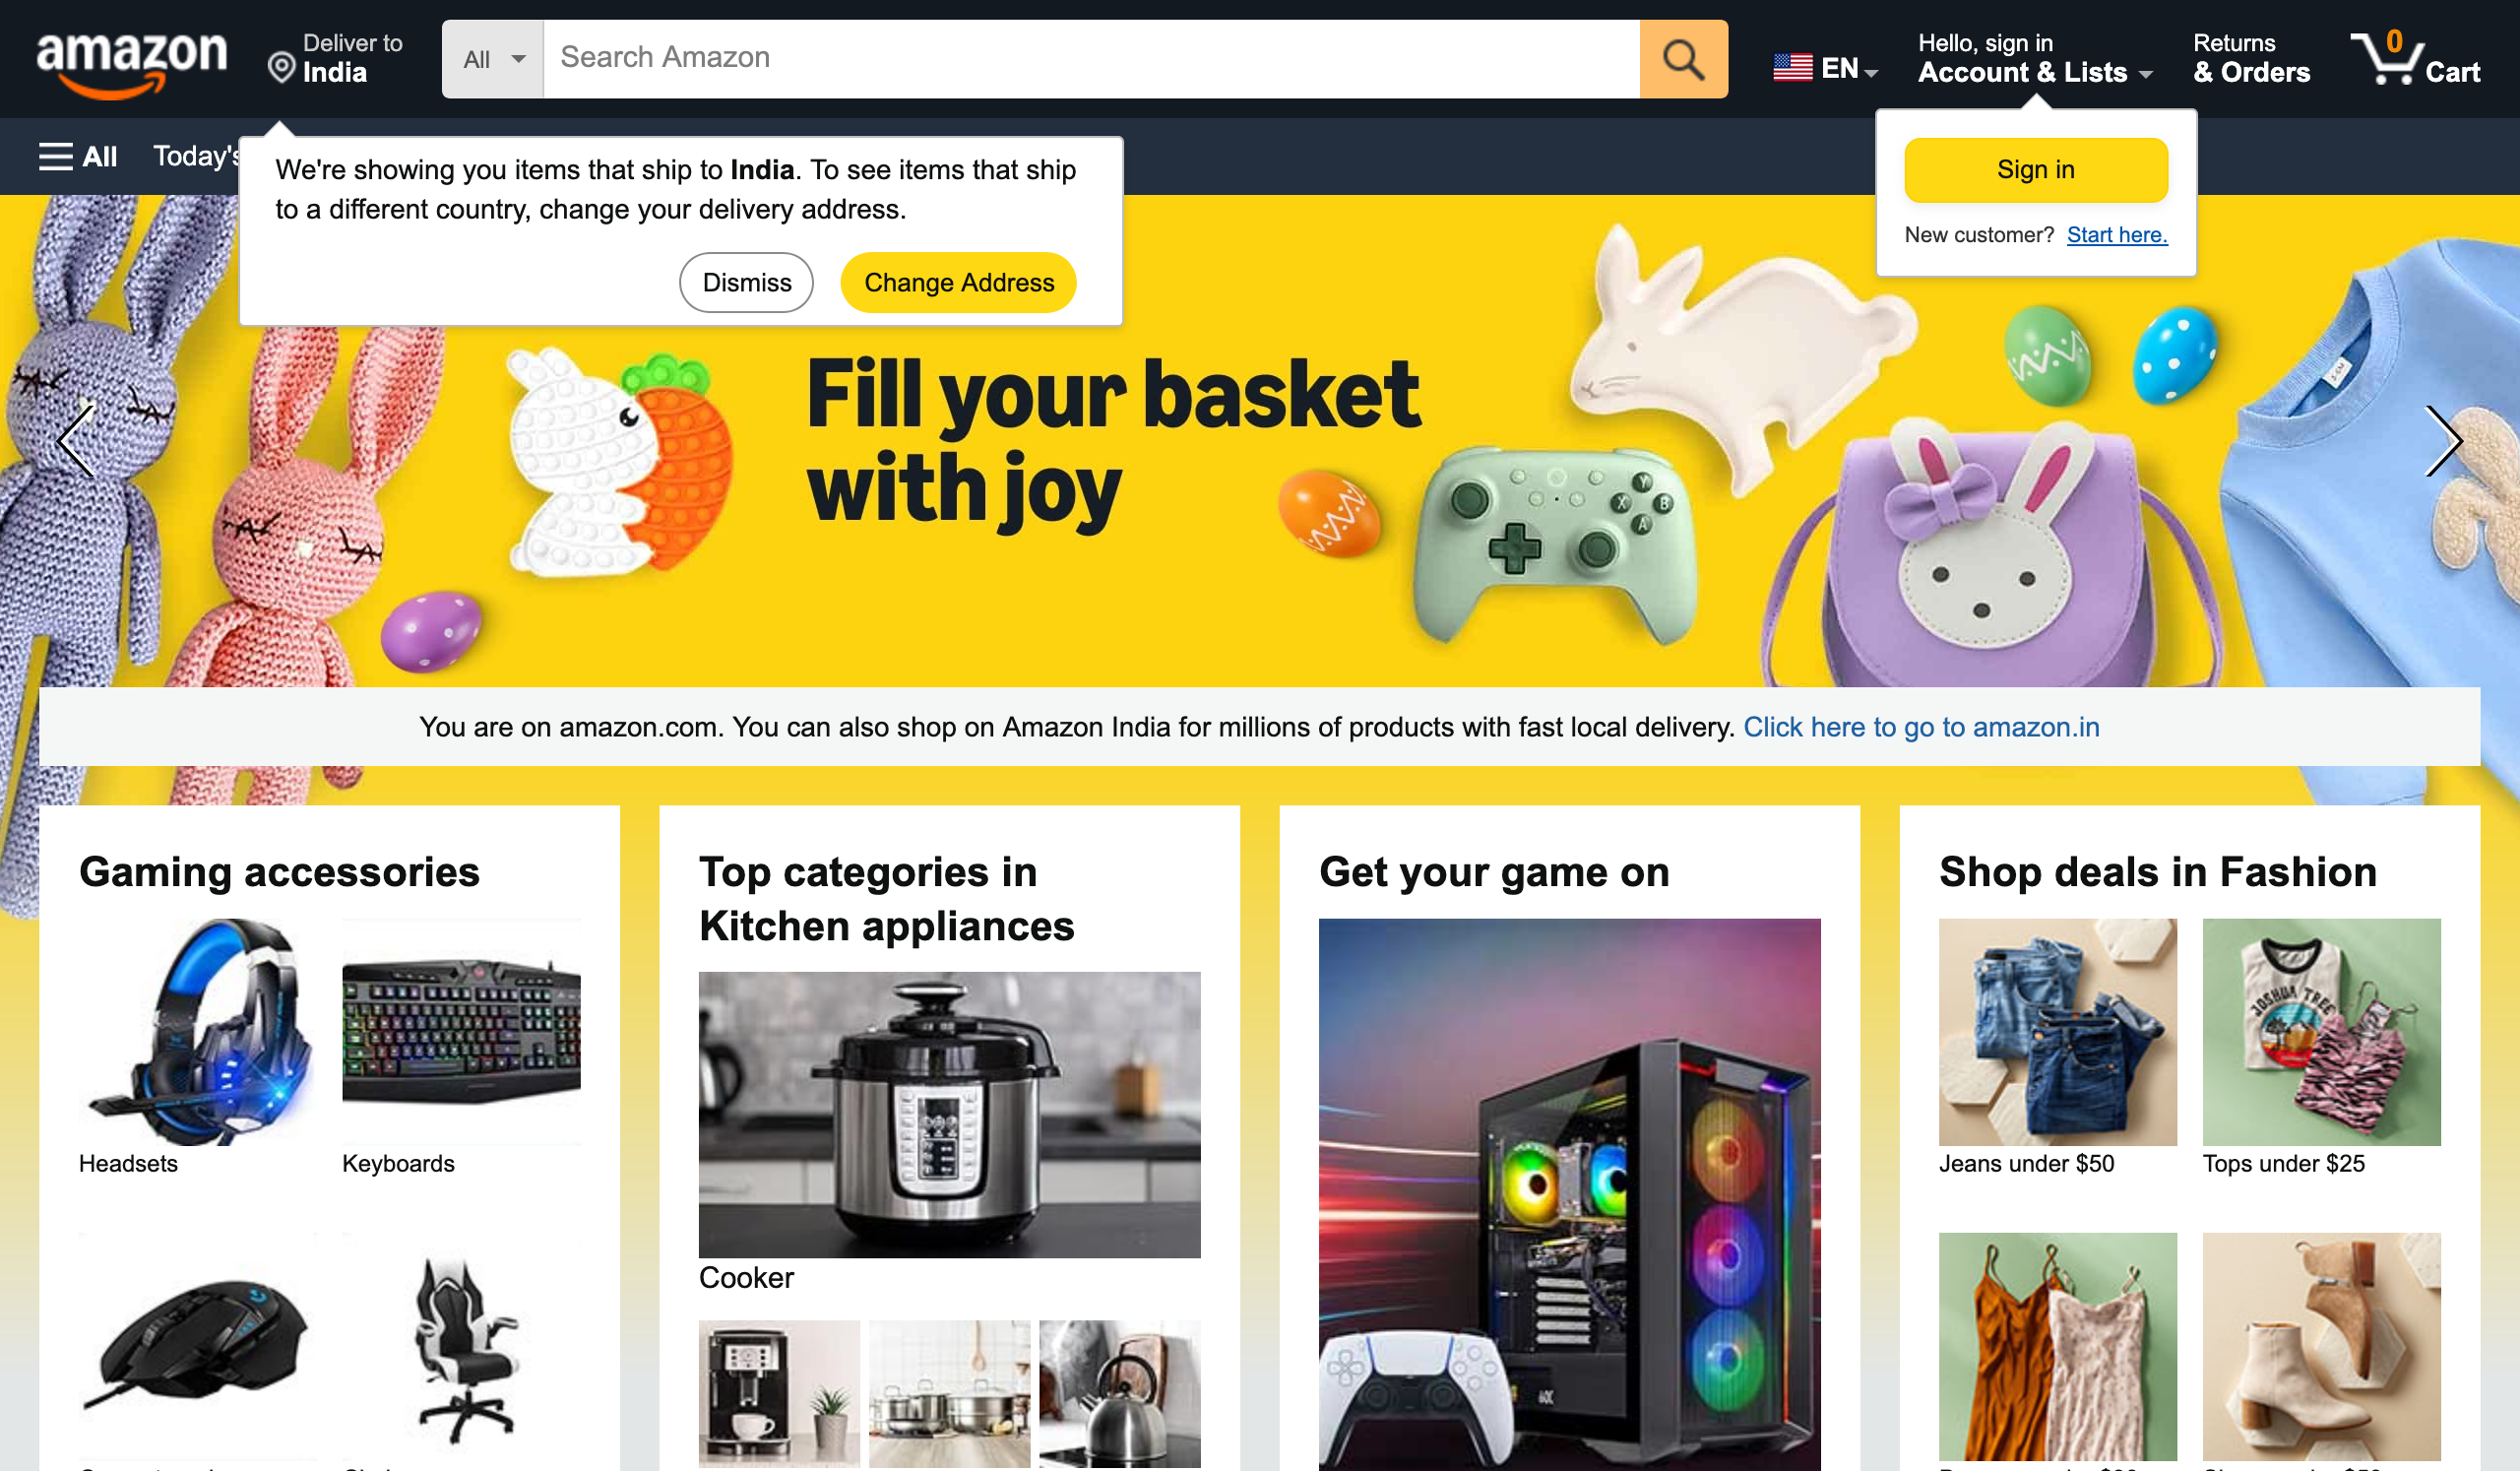 amazon
Deliver to
India
All
Search Amazon
EN
Hello, sign in
Account & Lists
Returns
& Orders
0
Cart
All
Today's
We're showing you items that ship to India. To see items that ship
to a different country, change your delivery address.
Dismiss
Change Address
Sign in
New customer? Start here.
Fill your basket
with joy
Y
X
B
A
You are on amazon.com. You can also shop on Amazon India for millions of products with fast local delivery. Click here to go to amazon.in
Gaming accessories
Headsets
Keyboards
Top categories in
Kitchen appliances
Cooker
Get your game on
Shop deals in Fashion
JOSHUA TREE
Jeans under $50
Tops under $25